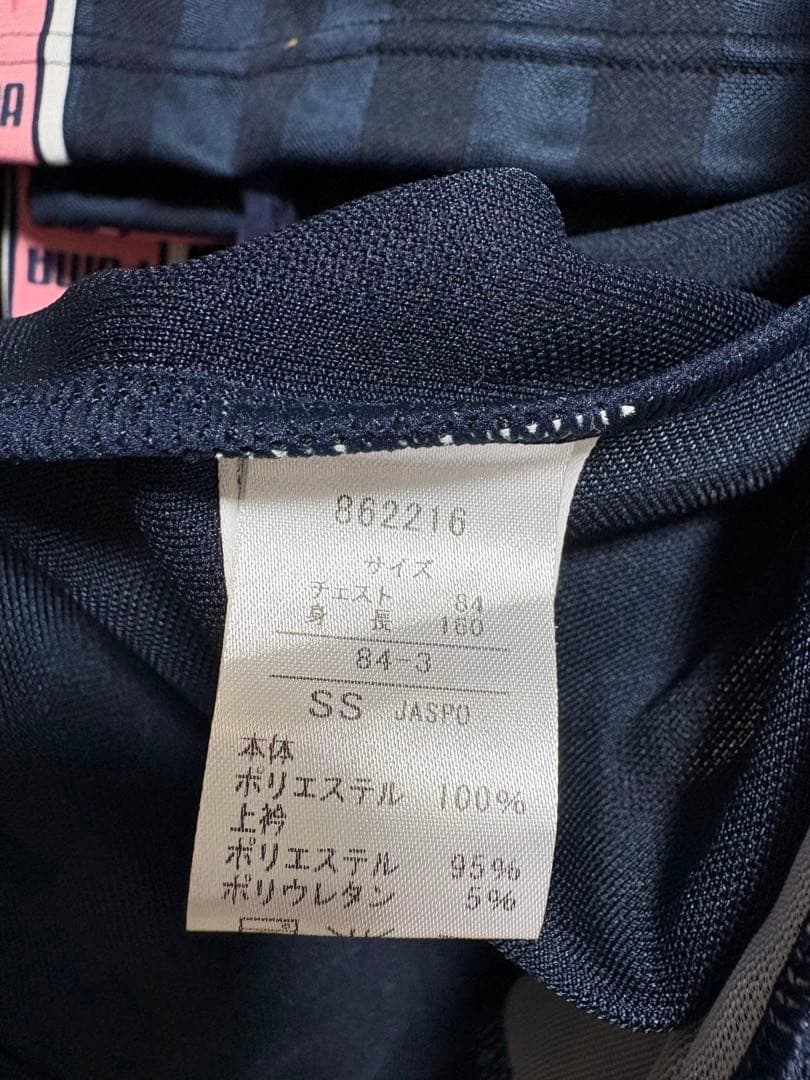 862216
サイズ
チェスト 84
身 長 160
84-3
SS JASPO
本体
ポリエステル 100%
上衿
ポリエステル 95%
ポリウレタン 5%